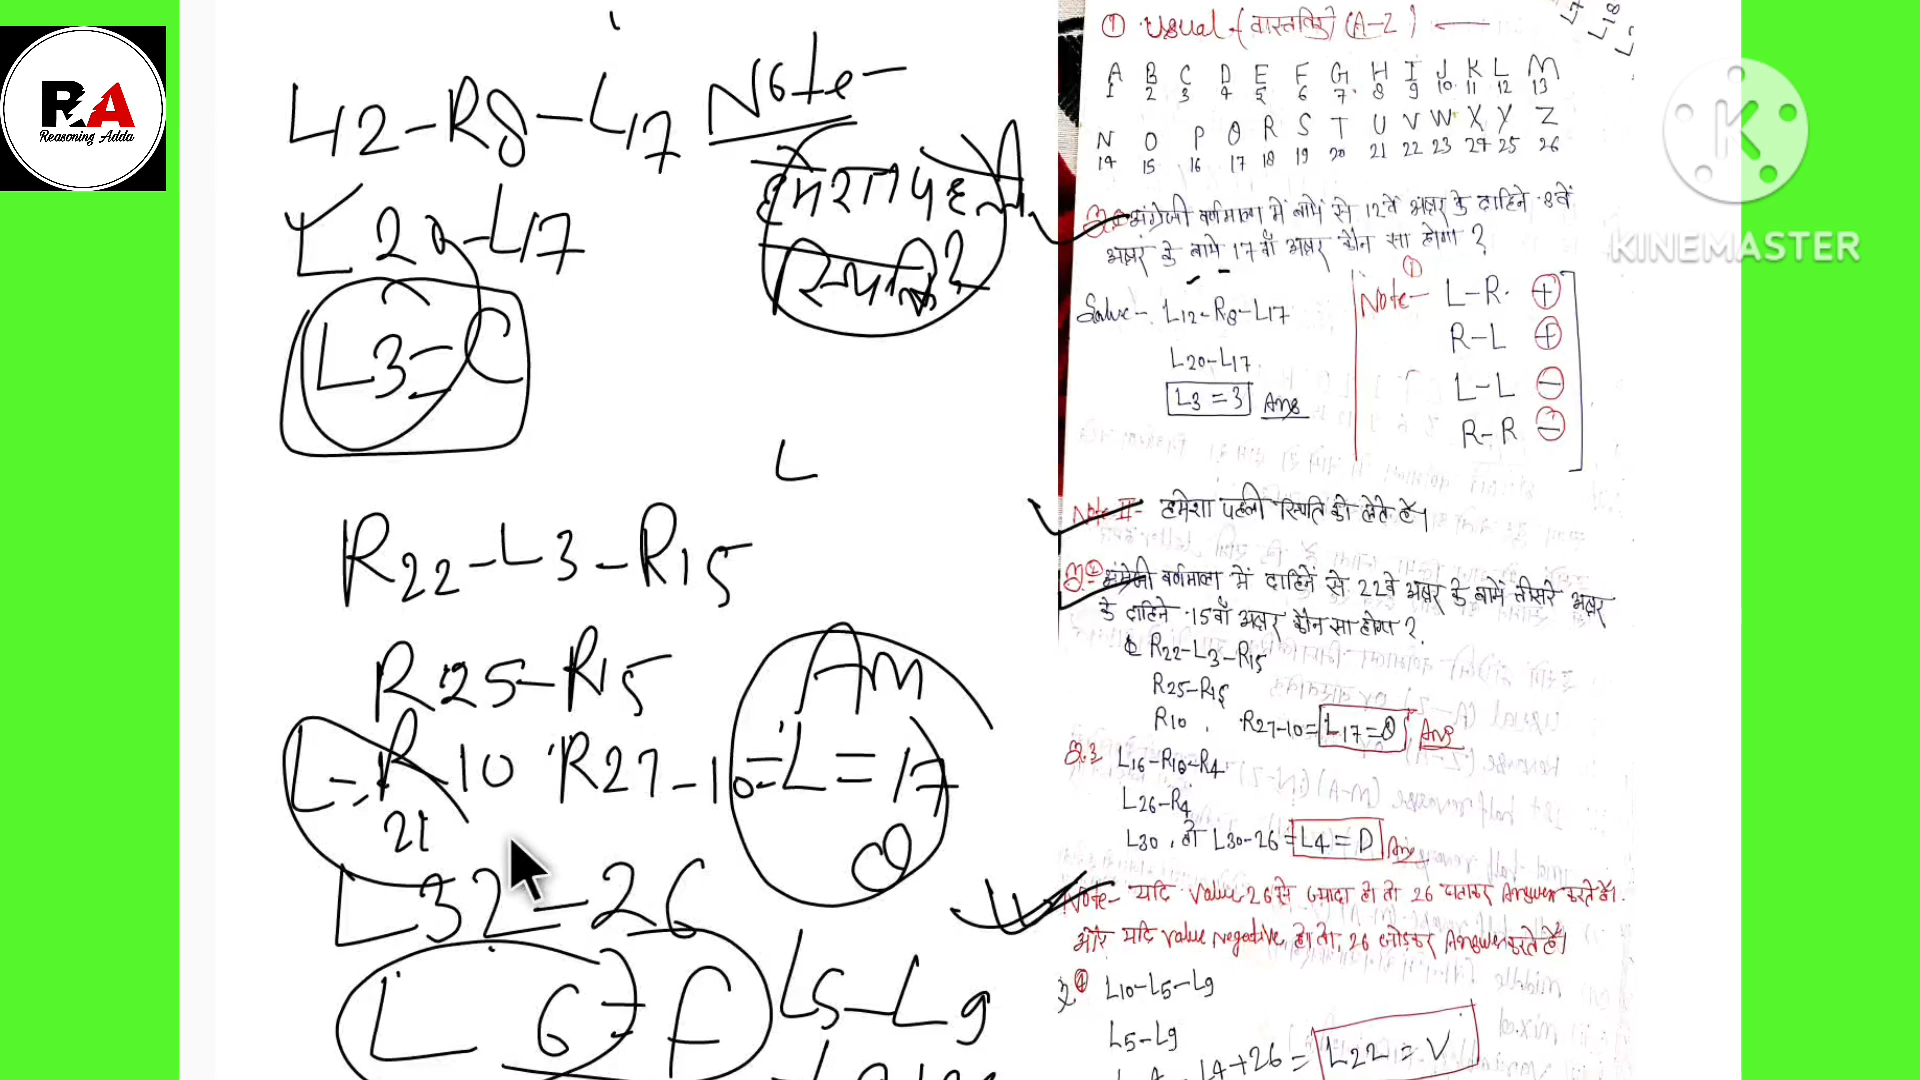 RA
Reasoning Adda
L12-R8-L17 Note-
हमेशा पहली
स्थिति
L20-L17
L3=C
L
R22-L3-R15
R25-R15
Am
R10 R27-10=L=17
Q
L
21
L32-26
L6=F
L5-L9
① Usual-(वास्तविक) (A-Z)
A B C D E F G H I J K L M
1 2 3 4 5 6 7 8 9 10 11 12 13
N O P Q R S T U V W X Y Z
14 15 16 17 18 19 20 21 22 23 24 25 26
अंग्रेजी वर्णमाला में बायें से 12वें अक्षर के दाहिने 8वें
अक्षर के बायें 17वाँ अक्षर कौन सा होगा?
Solve- L12-R8-L17
L20-L17
L3=3 Ans
① Note- L-R +
R-L +
L-L -
R-R -
Note II- हमेशा पहली स्थिति को लेते हैं।
Q.② अंग्रेजी वर्णमाला में दाहिनें से 22वे अक्षर के बायें तीसरे अक्षर
के दाहिने 15वाँ अक्षर कौन सा होगा?
R22-L3-R15
R25-R15
R10, R27-10=L17=Q Ans
Q.3 L16-R10-R4
L26-R4
L30, तो L30-26=L4=D Ans
Note- यदि Value 26 से ज्यादा हो तो 26 घटाकर Answer करते हैं।
और यदि value negative हो तो, 26 जोड़कर Answer करते हैं।
④ L10-L5-L9
L5-L9
L4+26= L22=V
KINEMASTER